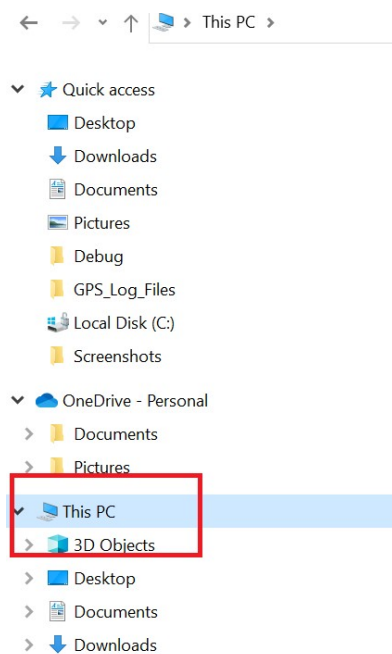 This PC
Quick access
Desktop
Downloads
Documents
Pictures
Debug
GPS_Log_Files
Local Disk (C:)
Screenshots
OneDrive - Personal
Documents
Pictures
This PC
3D Objects
Desktop
Documents
Downloads